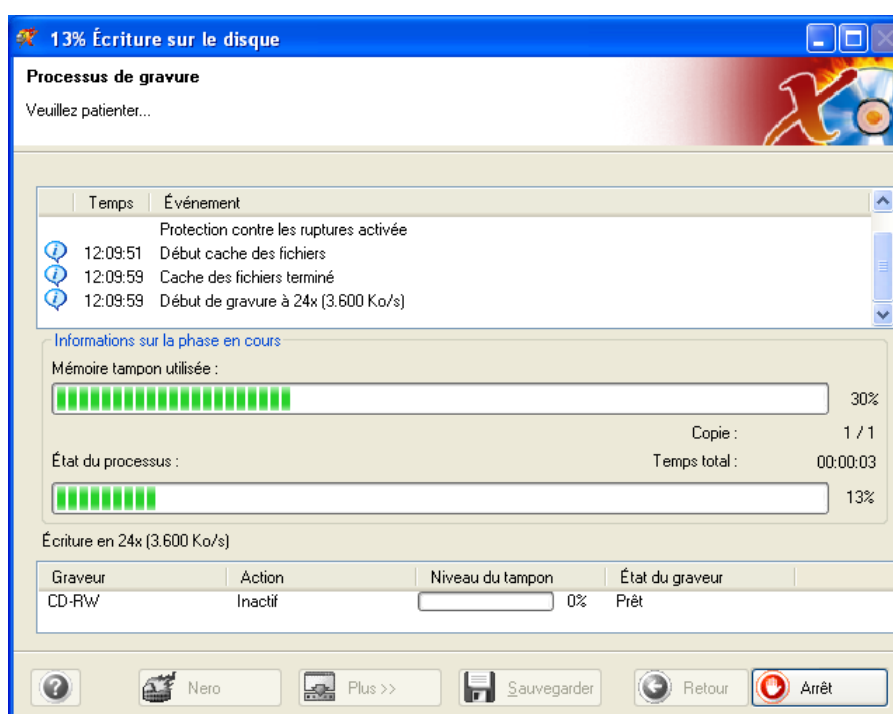 13% Écriture sur le disque
Processus de gravure
Veuillez patienter...
Temps Événement
Protection contre les ruptures activée
12:09:51 Début cache des fichiers
12:09:59 Cache des fichiers terminé
12:09:59 Début de gravure à 24x (3.600 Ko/s)
Informations sur la phase en cours
Mémoire tampon utilisée :
30%
Copie : 1 / 1
État du processus : Temps total : 00:00:03
13%
Écriture en 24x (3.600 Ko/s)
Graveur Action Niveau du tampon État du graveur
CD-RW Inactif 0% Prêt
Nero Plus >> Sauvegarder Retour Arrêt